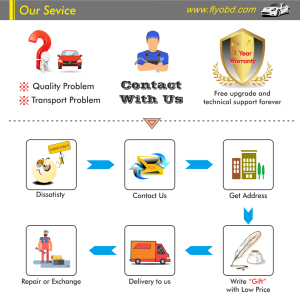 Our Sevice
www.flyobd.com
1 Year
Warranty
※ Quality Problem
※ Transport Problem
Contact
With Us
Free upgrade and
technical support forever
Dissatisty
Contact Us
Get Address
Repair or Exchange
Delivery to us
Write "Gift"
with Low Price